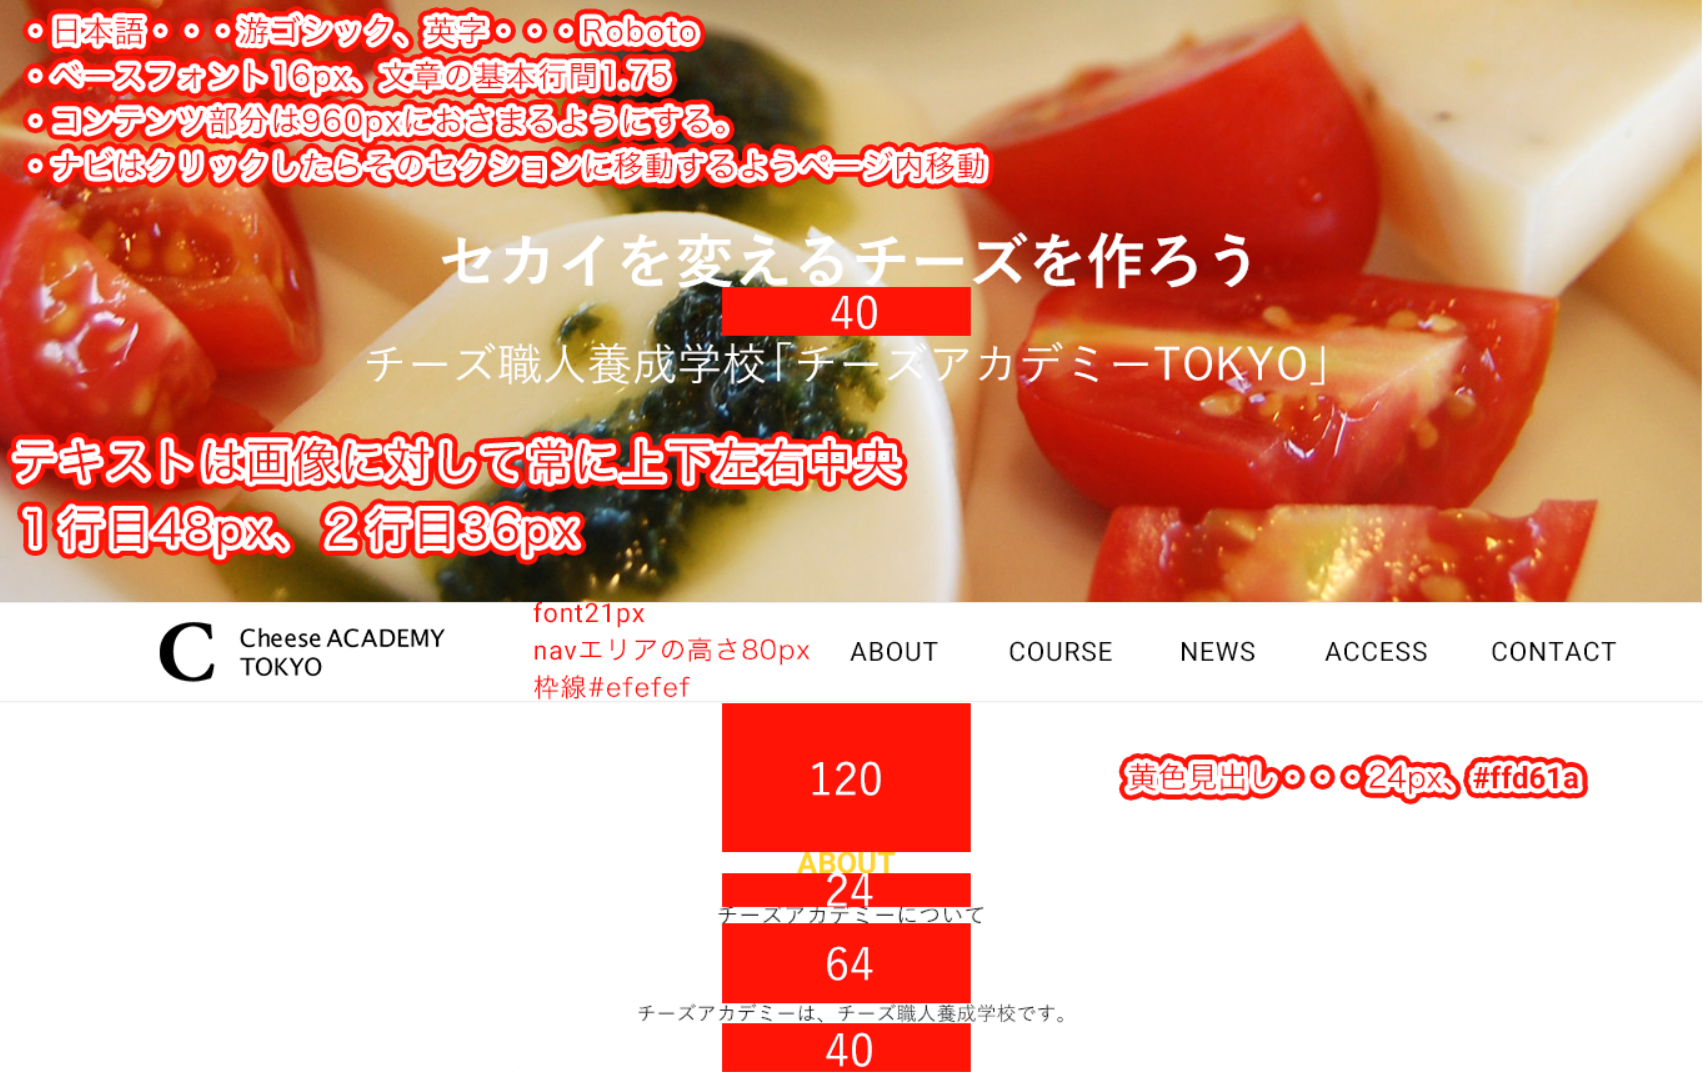 ・日本語・・・游ゴシック、英字・・・Roboto
・ベースフォント16px、文章の基本行間1.75
・コンテンツ部分は960pxにおさまるようにする。
・ナビはクリックしたらそのセクションに移動するようページ内移動
セカイを変えるチーズを作ろう
40
チーズ職人養成学校「チーズアカデミーTOKYO」
テキストは画像に対して常に上下左右中央
１行目48px、２行目36px
C Cheese ACADEMY
TOKYO
font21px
navエリアの高さ80px
枠線#efefef
ABOUT COURSE NEWS ACCESS CONTACT
120
黄色見出し・・・24px、#ffd61a
ABOUT
24
チーズアカデミーについて
64
チーズアカデミーは、チーズ職人養成学校です。
40